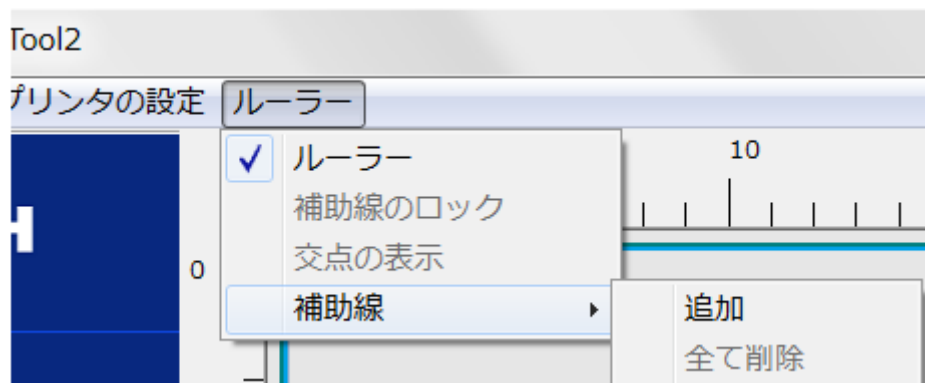 Tool2
プリンタの設定 ルーラー
ルーラー
10
補助線のロック
交点の表示
0
補助線
追加
全て削除